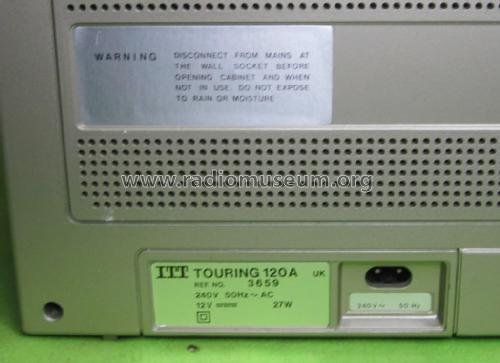 WARNING DISCONNECT FROM MAINS AT
THE WALL SOCKET BEFORE
OPENING CABINET AND WHEN
NOT IN USE. DO NOT EXPOSE
TO RAIN OR MOISTURE
www.radiomuseum.org
ITT TOURING 120A UK
REF NO. 3659
240V 50Hz ~ AC
12V 27W
240V ~ 50 Hz